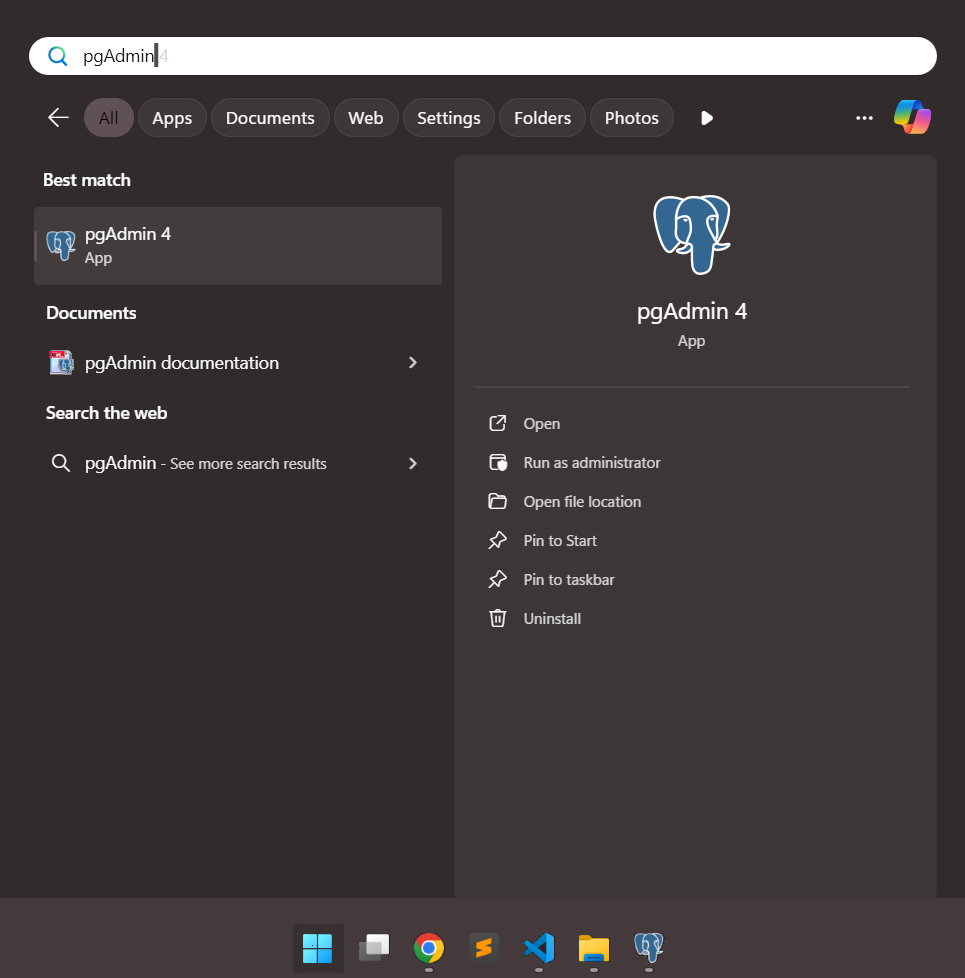 pgAdmin 4
All Apps Documents Web Settings Folders Photos
Best match
pgAdmin 4
App
Documents
pgAdmin documentation
Search the web
pgAdmin - See more search results
pgAdmin 4
App
Open
Run as administrator
Open file location
Pin to Start
Pin to taskbar
Uninstall